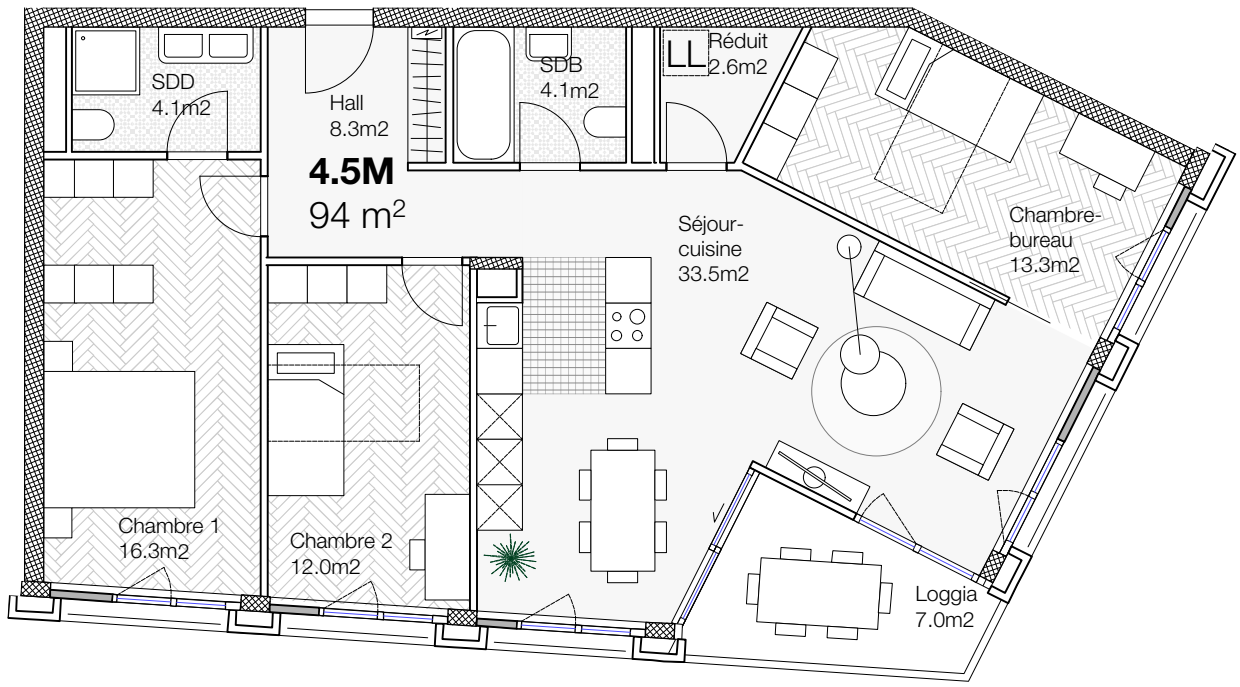 SDD
4.1m2
Hall
8.3m2
4.5M
94 m²
SDB
4.1m2
LL
Réduit
2.6m2
Séjour-
cuisine
33.5m2
Chambre-
bureau
13.3m2
Chambre 1
16.3m2
Chambre 2
12.0m2
Loggia
7.0m2